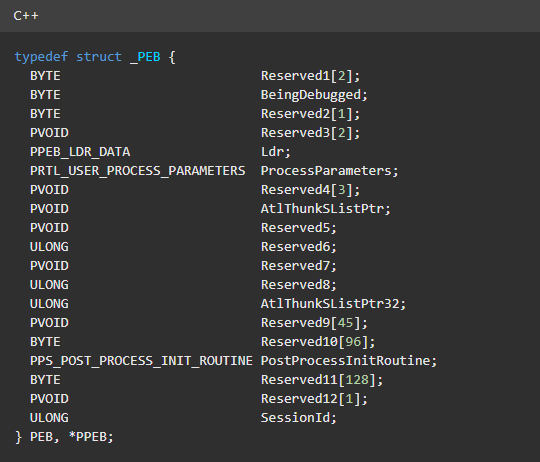 C++
typedef struct _PEB {
  BYTE                          Reserved1[2];
  BYTE                          BeingDebugged;
  BYTE                          Reserved2[1];
  PVOID                         Reserved3[2];
  PPEB_LDR_DATA                 Ldr;
  PRTL_USER_PROCESS_PARAMETERS  ProcessParameters;
  PVOID                         Reserved4[3];
  PVOID                         AtlThunkSListPtr;
  PVOID                         Reserved5;
  ULONG                         Reserved6;
  PVOID                         Reserved7;
  ULONG                         Reserved8;
  ULONG                         AtlThunkSListPtr32;
  PVOID                         Reserved9[45];
  BYTE                          Reserved10[96];
  PPS_POST_PROCESS_INIT_ROUTINE PostProcessInitRoutine;
  BYTE                          Reserved11[128];
  PVOID                         Reserved12[1];
  ULONG                         SessionId;
} PEB, *PPEB;